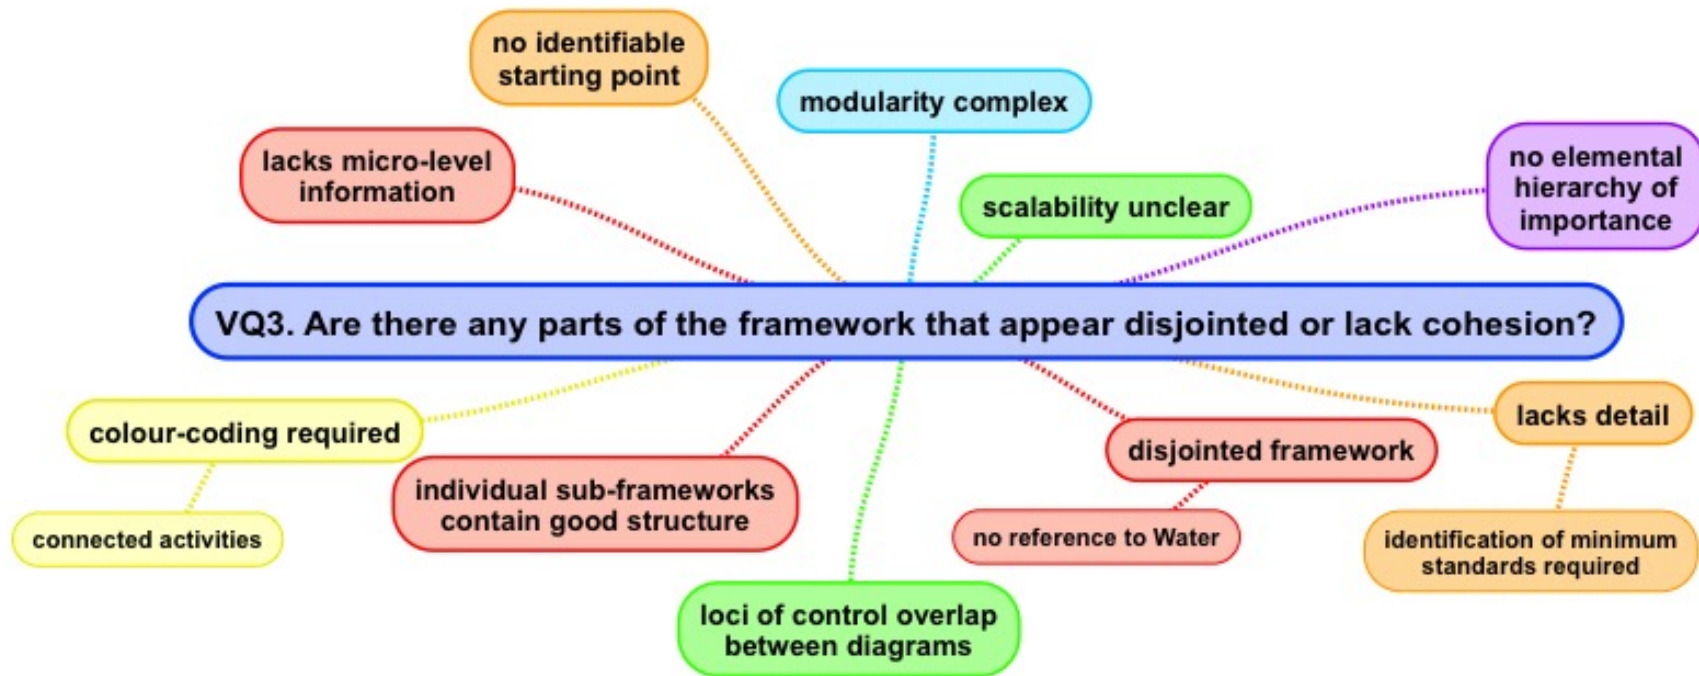 no identifiable
starting point
modularity complex
lacks micro-level
information
no elemental
hierarchy of
importance
scalability unclear
VQ3. Are there any parts of the framework that appear disjointed or lack cohesion?
colour-coding required
connected activities
individual sub-frameworks
contain good structure
loci of control overlap
between diagrams
disjointed framework
no reference to Water
lacks detail
identification of minimum
standards required